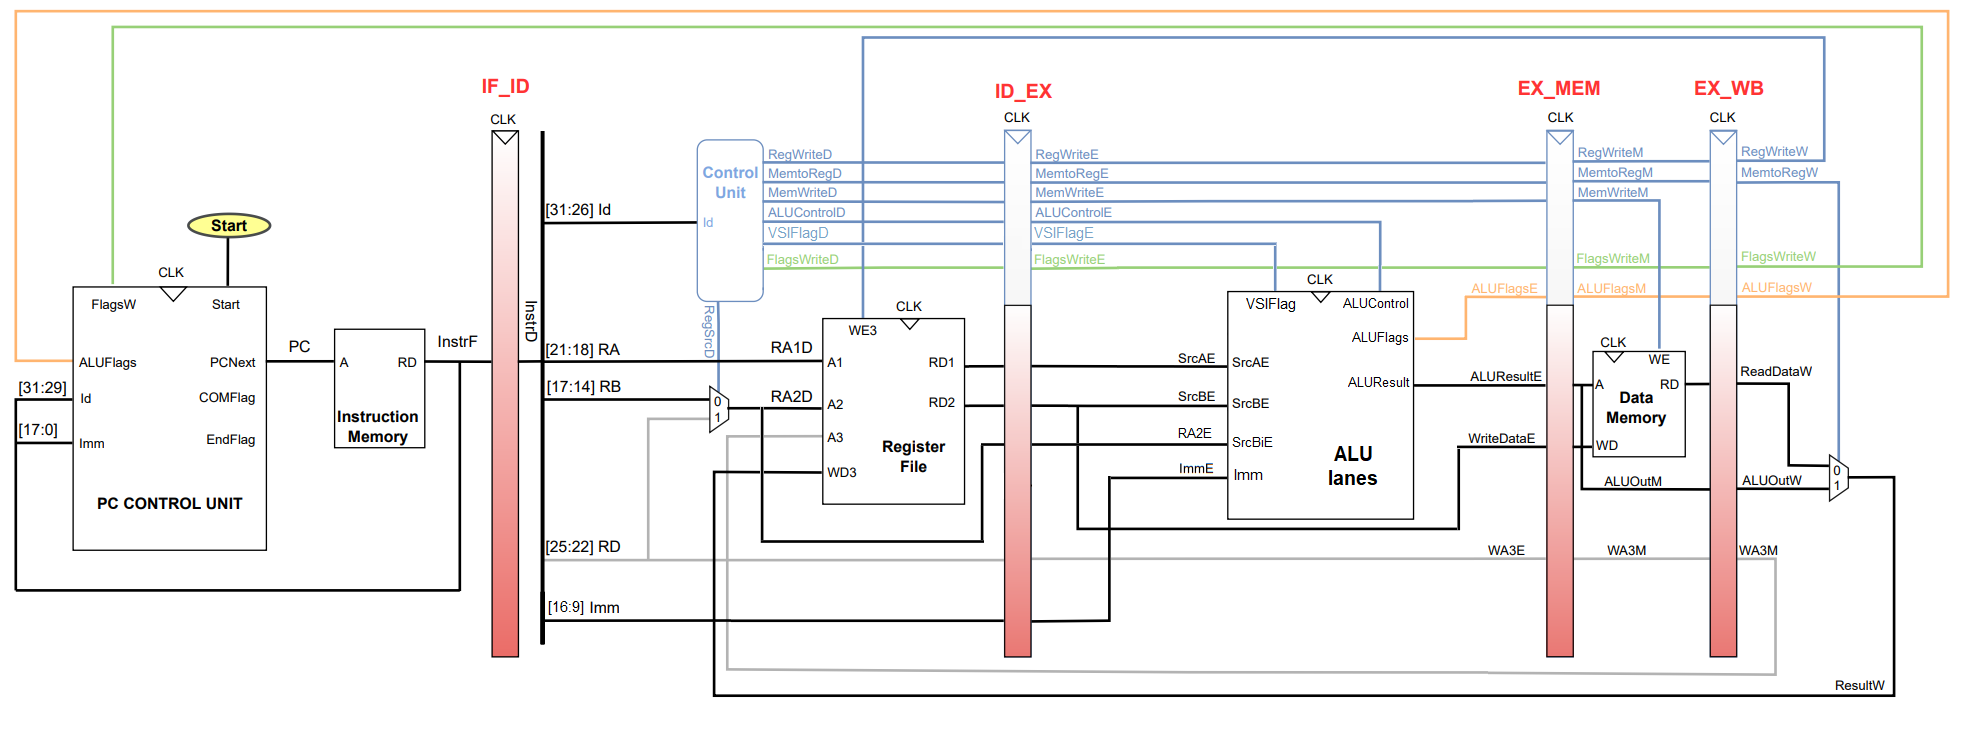 IF_ID
ID_EX
EX_MEM
EX_WB
CLK
CLK
CLK
CLK
Control
Unit
Id
RegWriteD
MemtoRegD
MemWriteD
ALUControlD
VSIFlagD
FlagsWriteD
RegWriteE
MemtoRegE
MemWriteE
ALUControlE
VSIFlagE
FlagsWriteE
RegWriteM
MemtoRegM
MemWriteM
FlagsWriteM
RegWriteW
MemtoRegW
FlagsWriteW
ALUFlagsE
ALUFlagsM
ALUFlagsW
Start
CLK
FlagsW
Start
ALUFlags
PCNext
Id
COMFlag
Imm
EndFlag
PC CONTROL UNIT
[31:29]
[17:0]
PC
A
RD
Instruction
Memory
InstrF
InstrD
[31:26] Id
[21:18] RA
[17:14] RB
[25:22] RD
[16:9] Imm
RegSrcD
0
1
RA1D
RA2D
CLK
WE3
A1
RD1
A2
RD2
A3
WD3
Register
File
SrcAE
SrcBE
RA2E
ImmE
CLK
VSIFlag
ALUControl
ALUFlags
SrcAE
ALUResult
SrcBE
SrcBiE
Imm
ALU
lanes
ALUResultE
WriteDataE
CLK
WE
A
RD
Data
Memory
WD
ReadDataW
ALUOutM
ALUOutW
0
1
WA3E
WA3M
WA3M
ResultW